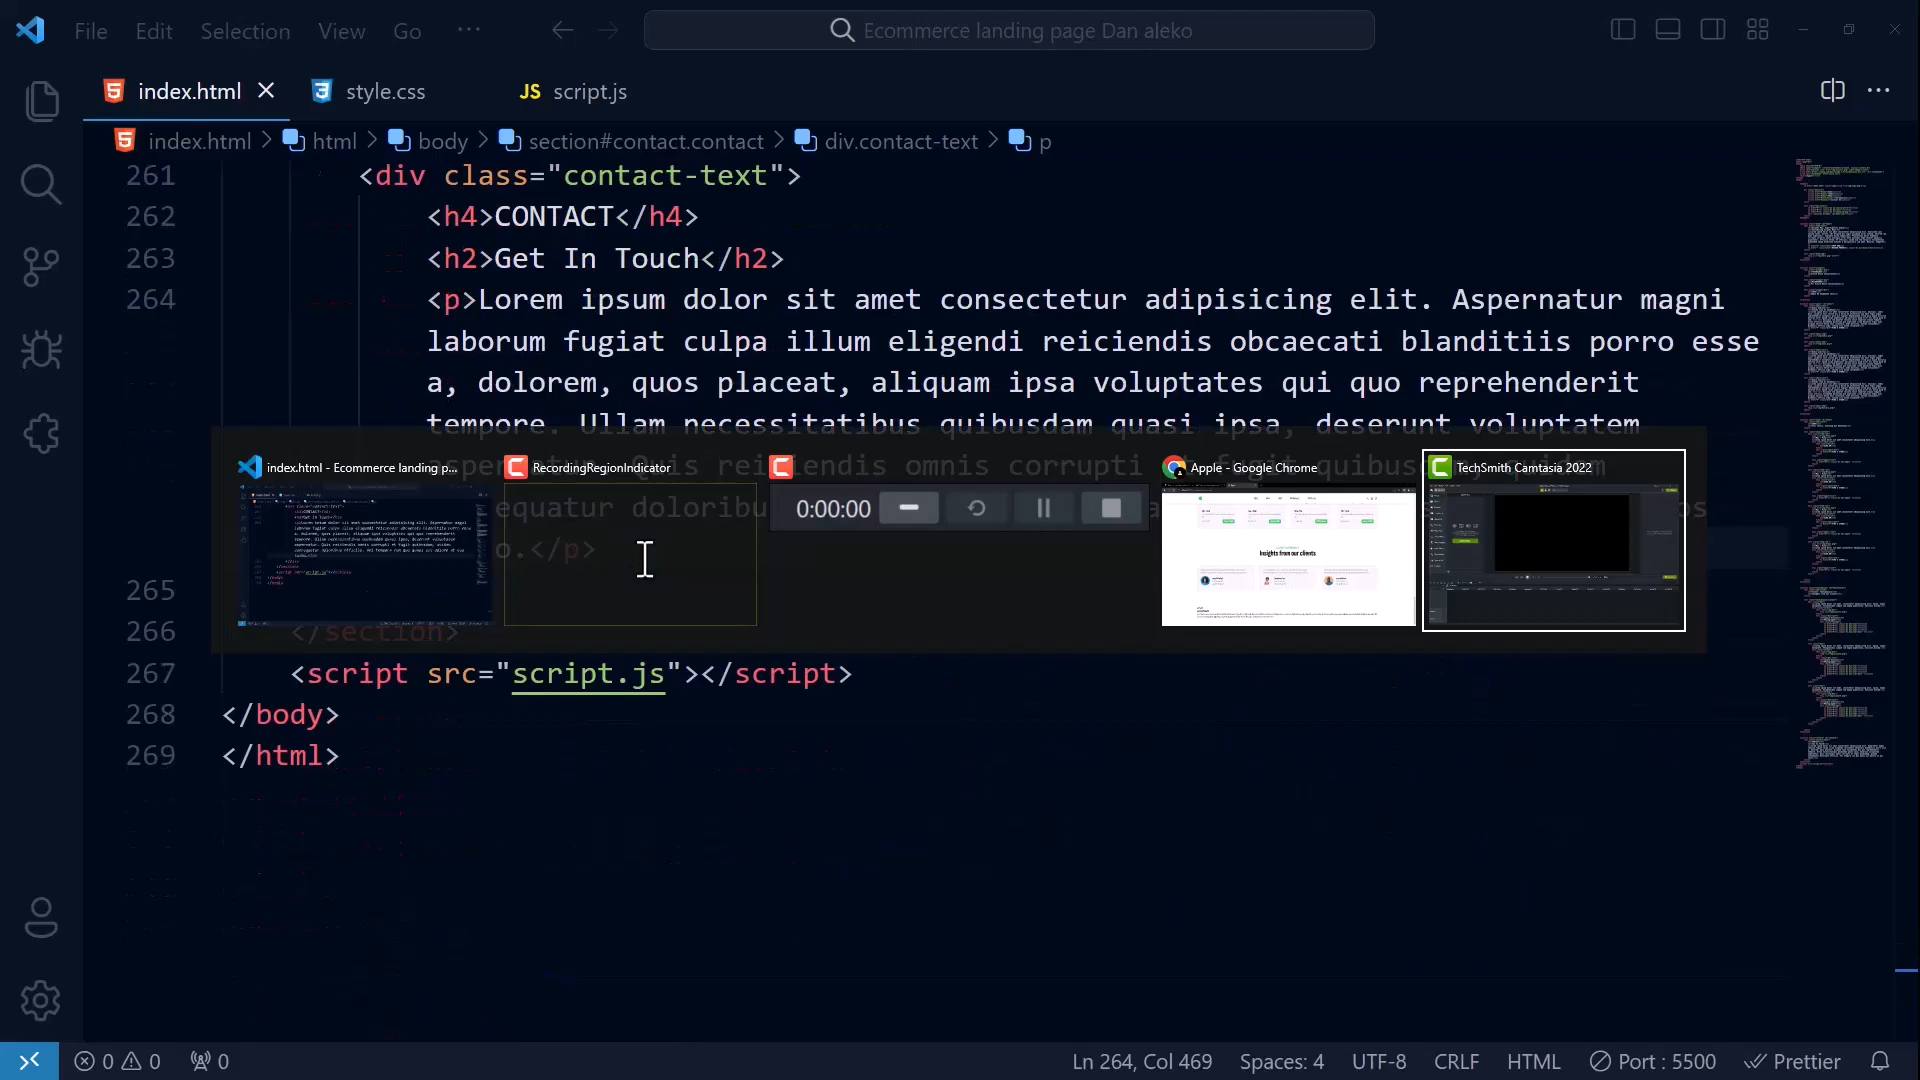 File Edit Selection View Go ···
Ecommerce landing page Dan aleko
index.html
style.css
JS script.js
index.html > html > body > section#contact.contact > div.contact-text > p
261 <div class="contact-text">
262 <h4>CONTACT</h4>
263 <h2>Get In Touch</h2>
264 <p>Lorem ipsum dolor sit amet consectetur adipisicing elit. Aspernatur magni
laborum fugiat culpa illum eligendi reiciendis obcaecati blanditiis porro esse
a, dolorem, quos placeat, aliquam ipsa voluptates qui quo reprehenderit
tempore. Ullam necessitatibus quibusdam quasi ipsa, deserunt voluptatem
index.html - Ecommerce landing p...
RecordingRegionIndicator
Apple - Google Chrome
TechSmith Camtasia 2022
Quis omnis corrupti fugit
0:00:00
Insights from our clients
o.</p>
265
266 </section>
267 <script src="script.js"></script>
268 </body>
269 </html>
0 0 0
Ln 264, Col 469 Spaces: 4 UTF-8 CRLF HTML Port : 5500 Prettier